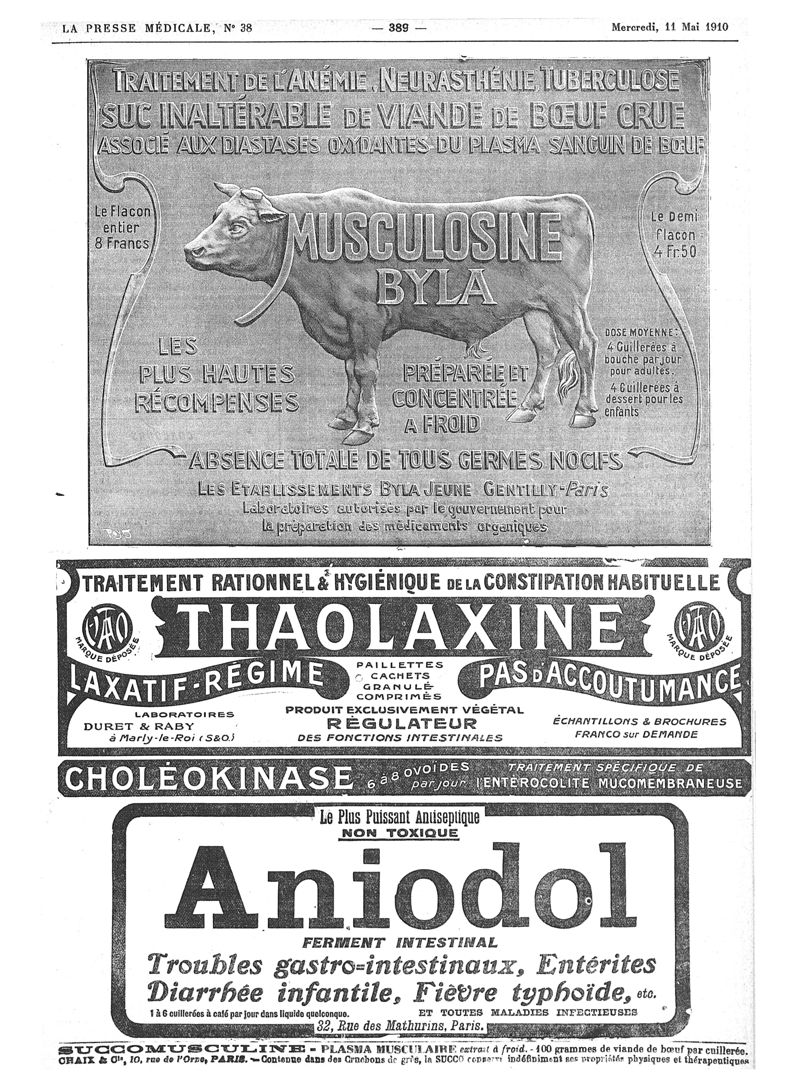 LA PRESSE MÉDICALE, N° 38 — 389 — Mercredi, 11 Mai 1910
TRAITEMENT DE L'ANÉMIE, NEURASTHÉNIE, TUBERCULOSE
SUC INALTÉRABLE DE VIANDE DE BŒUF CRUE
ASSOCIÉ AUX DIASTASES OXYDANTES DU PLASMA SANGUIN DE BŒUF
Le Flacon
entier
8 Francs
Le Demi
flacon
4 Fr.50
MUSCULOSINE
BYLA
LES
PLUS HAUTES
RÉCOMPENSES
PRÉPARÉE ET
CONCENTRÉE
A FROID
DOSE MOYENNE:
4 Cuillerées à
bouche par jour
pour adultes.
4 Cuillerées à
dessert pour les
enfants
ABSENCE TOTALE DE TOUS GERMES NOCIFS
LES ETABLISSEMENTS BYLA JEUNE GENTILLY-Paris
Laboratoires autorisés par le gouvernement pour
la préparation des médicaments organiques
TRAITEMENT RATIONNEL & HYGIÉNIQUE DE LA CONSTIPATION HABITUELLE
THAOLAXINE
MARQUE DÉPOSÉE
MARQUE DÉPOSÉE
LAXATIF-RÉGIME
PAILLETTES
CACHETS
GRANULÉ
COMPRIMÉS
PAS D'ACCOUTUMANCE
LABORATOIRES
DURET & RABY
à Marly-le-Roi (S&O.)
PRODUIT EXCLUSIVEMENT VÉGÉTAL
RÉGULATEUR
DES FONCTIONS INTESTINALES
ÉCHANTILLONS & BROCHURES
FRANCO sur DEMANDE
CHOLÉOKINASE
6 à 8 OVOÏDES
par jour
TRAITEMENT SPÉCIFIQUE DE
l'ENTÉROCOLITE MUCOMEMBRANEUSE
Le Plus Puissant Antiseptique
NON TOXIQUE
Aniodol
FERMENT INTESTINAL
Troubles gastro-intestinaux, Entérites
Diarrhée infantile, Fièvre typhoïde, etc.
1 à 6 cuillerées à café par jour dans liquide quelconque. ET TOUTES MALADIES INFECTIEUSES
32, Rue des Mathurins, Paris.
SUCCOMUSCULINE - PLASMA MUSCULAIRE extrait à froid. - 100 grammes de viande de bœuf par cuillerée.
CHAIX & Cie, 10, rue de l'Orne, PARIS. — Contenue dans des Cruchons de grès, la SUCCO conserve indéfiniment ses propriétés physiques et thérapeutiques